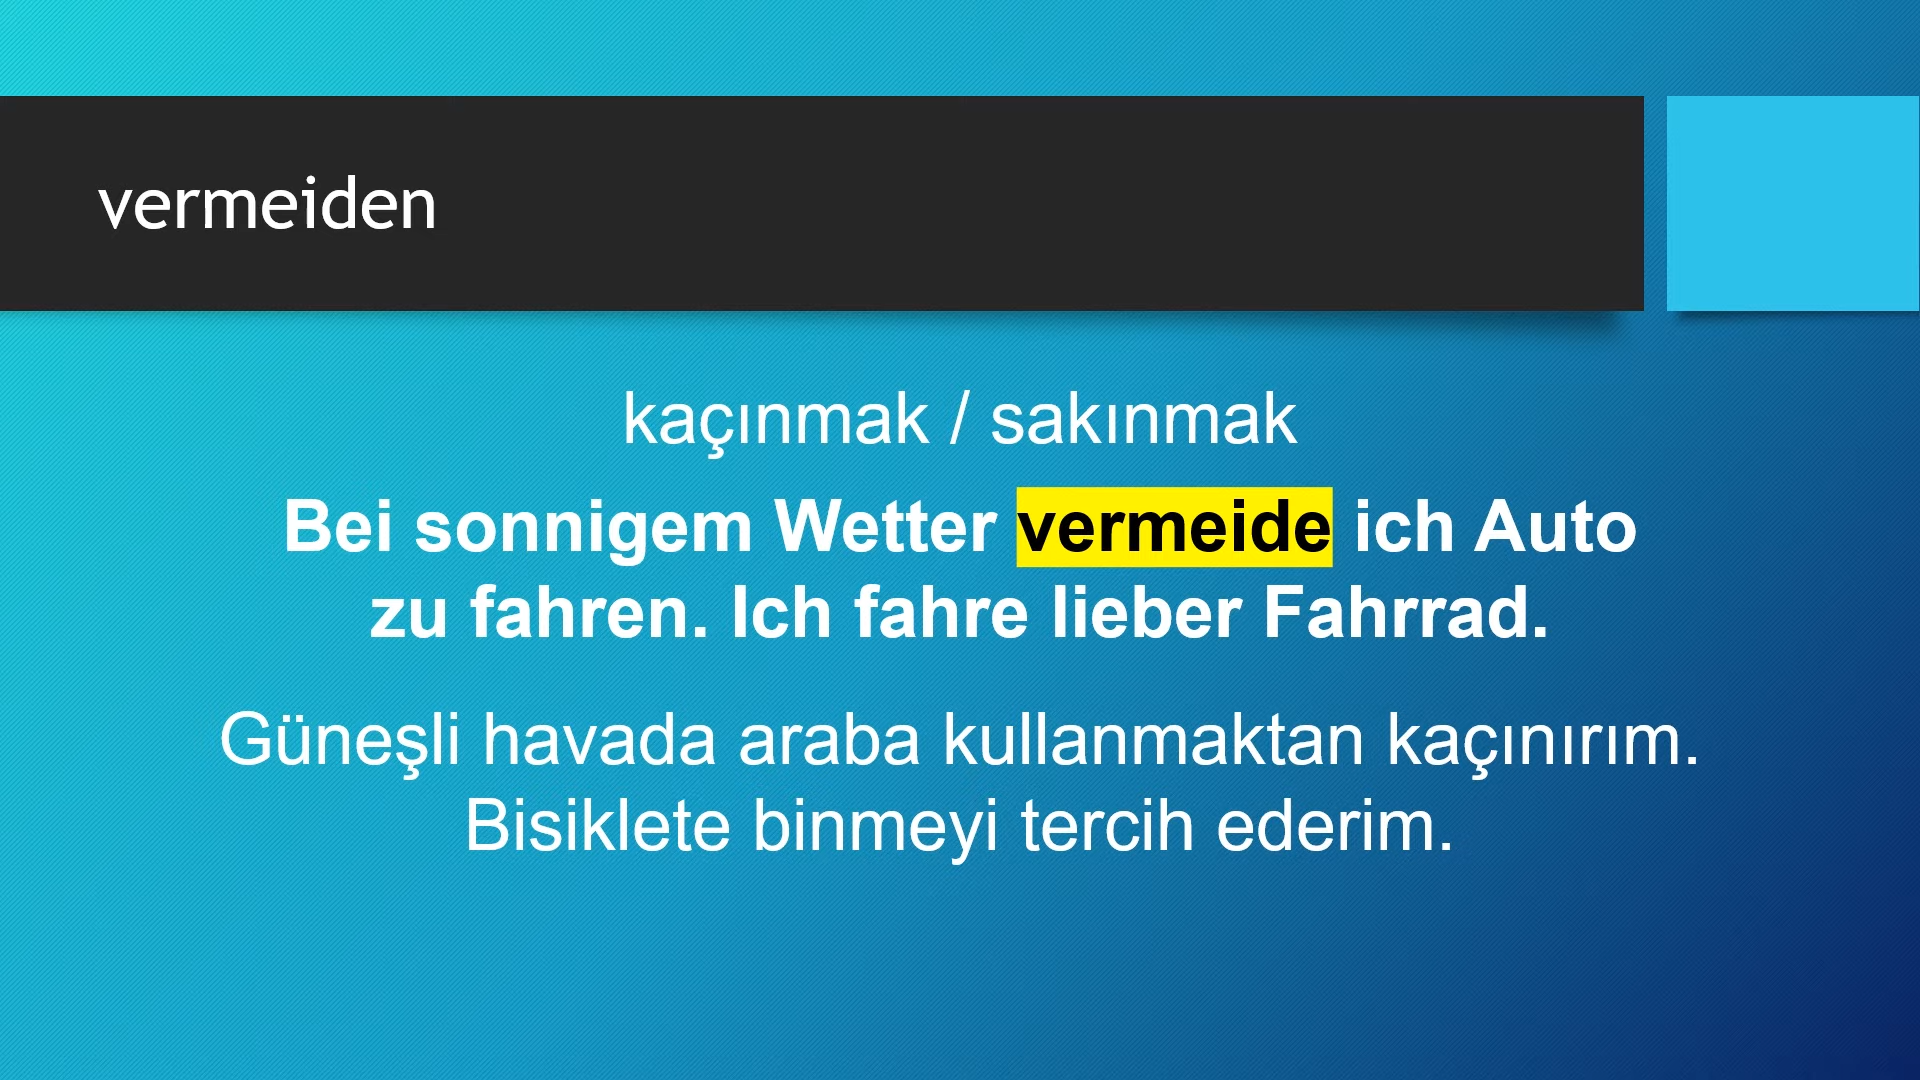 vermeiden
kaçınmak / sakınmak
Bei sonnigem Wetter vermeide ich Auto
zu fahren. Ich fahre lieber Fahrrad.
Güneşli havada araba kullanmaktan kaçınırım.
Bisiklete binmeyi tercih ederim.